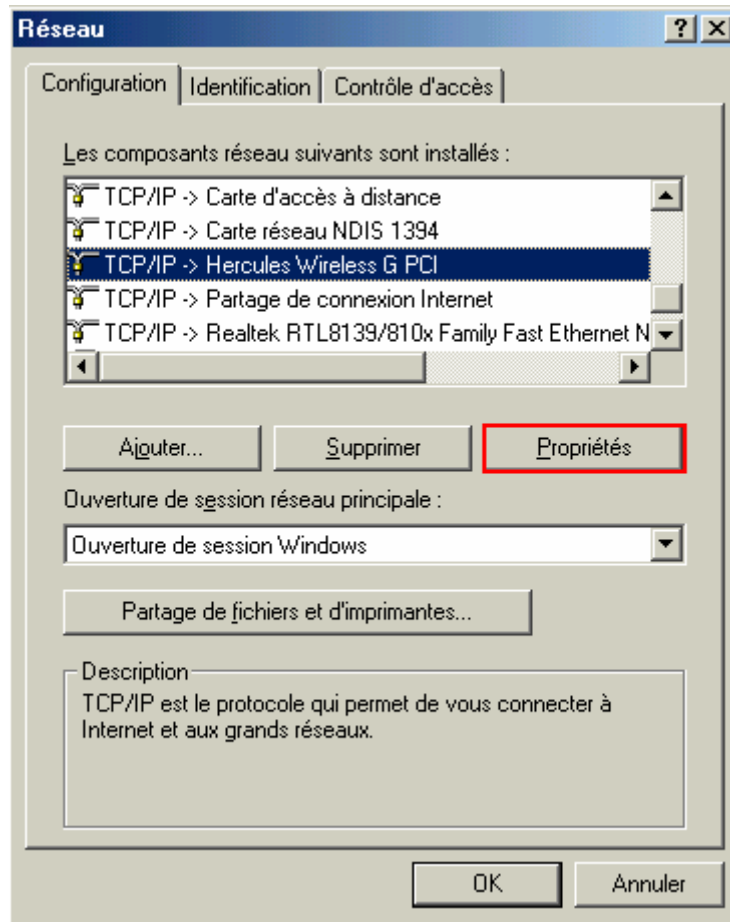 Réseau
Configuration
Identification
Contrôle d'accès
Les composants réseau suivants sont installés :
TCP/IP -> Carte d'accès à distance
TCP/IP -> Carte réseau NDIS 1394
TCP/IP -> Hercules Wireless G PCI
TCP/IP -> Partage de connexion Internet
TCP/IP -> Realtek RTL8139/810x Family Fast Ethernet N
Ajouter...
Supprimer
Propriétés
Ouverture de session réseau principale :
Ouverture de session Windows
Partage de fichiers et d'imprimantes...
Description
TCP/IP est le protocole qui permet de vous connecter à
Internet et aux grands réseaux.
OK
Annuler